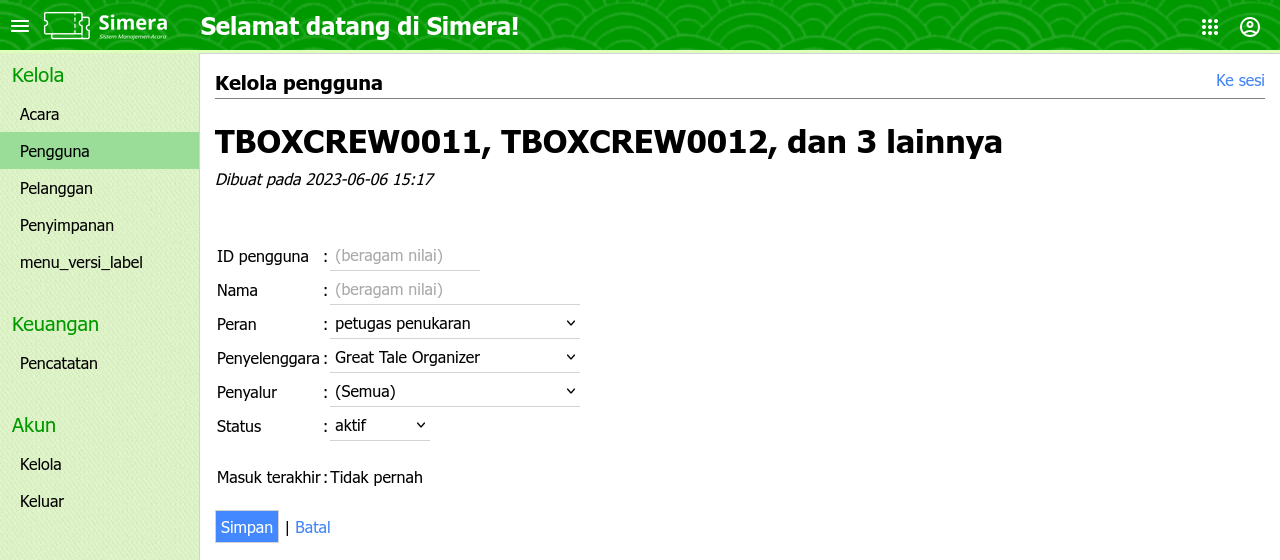 Simera
Sistem Manajemen Acara
Selamat datang di Simera!
Kelola
Acara
Pengguna
Pelanggan
Penyimpanan
menu_versi_label
Keuangan
Pencatatan
Akun
Kelola
Keluar
Kelola pengguna
Ke sesi
TBOXCREW0011, TBOXCREW0012, dan 3 lainnya
Dibuat pada 2023-06-06 15:17
ID pengguna : (beragam nilai)
Nama : (beragam nilai)
Peran : petugas penukaran
Penyelenggara : Great Tale Organizer
Penyalur : (Semua)
Status : aktif
Masuk terakhir : Tidak pernah
Simpan | Batal